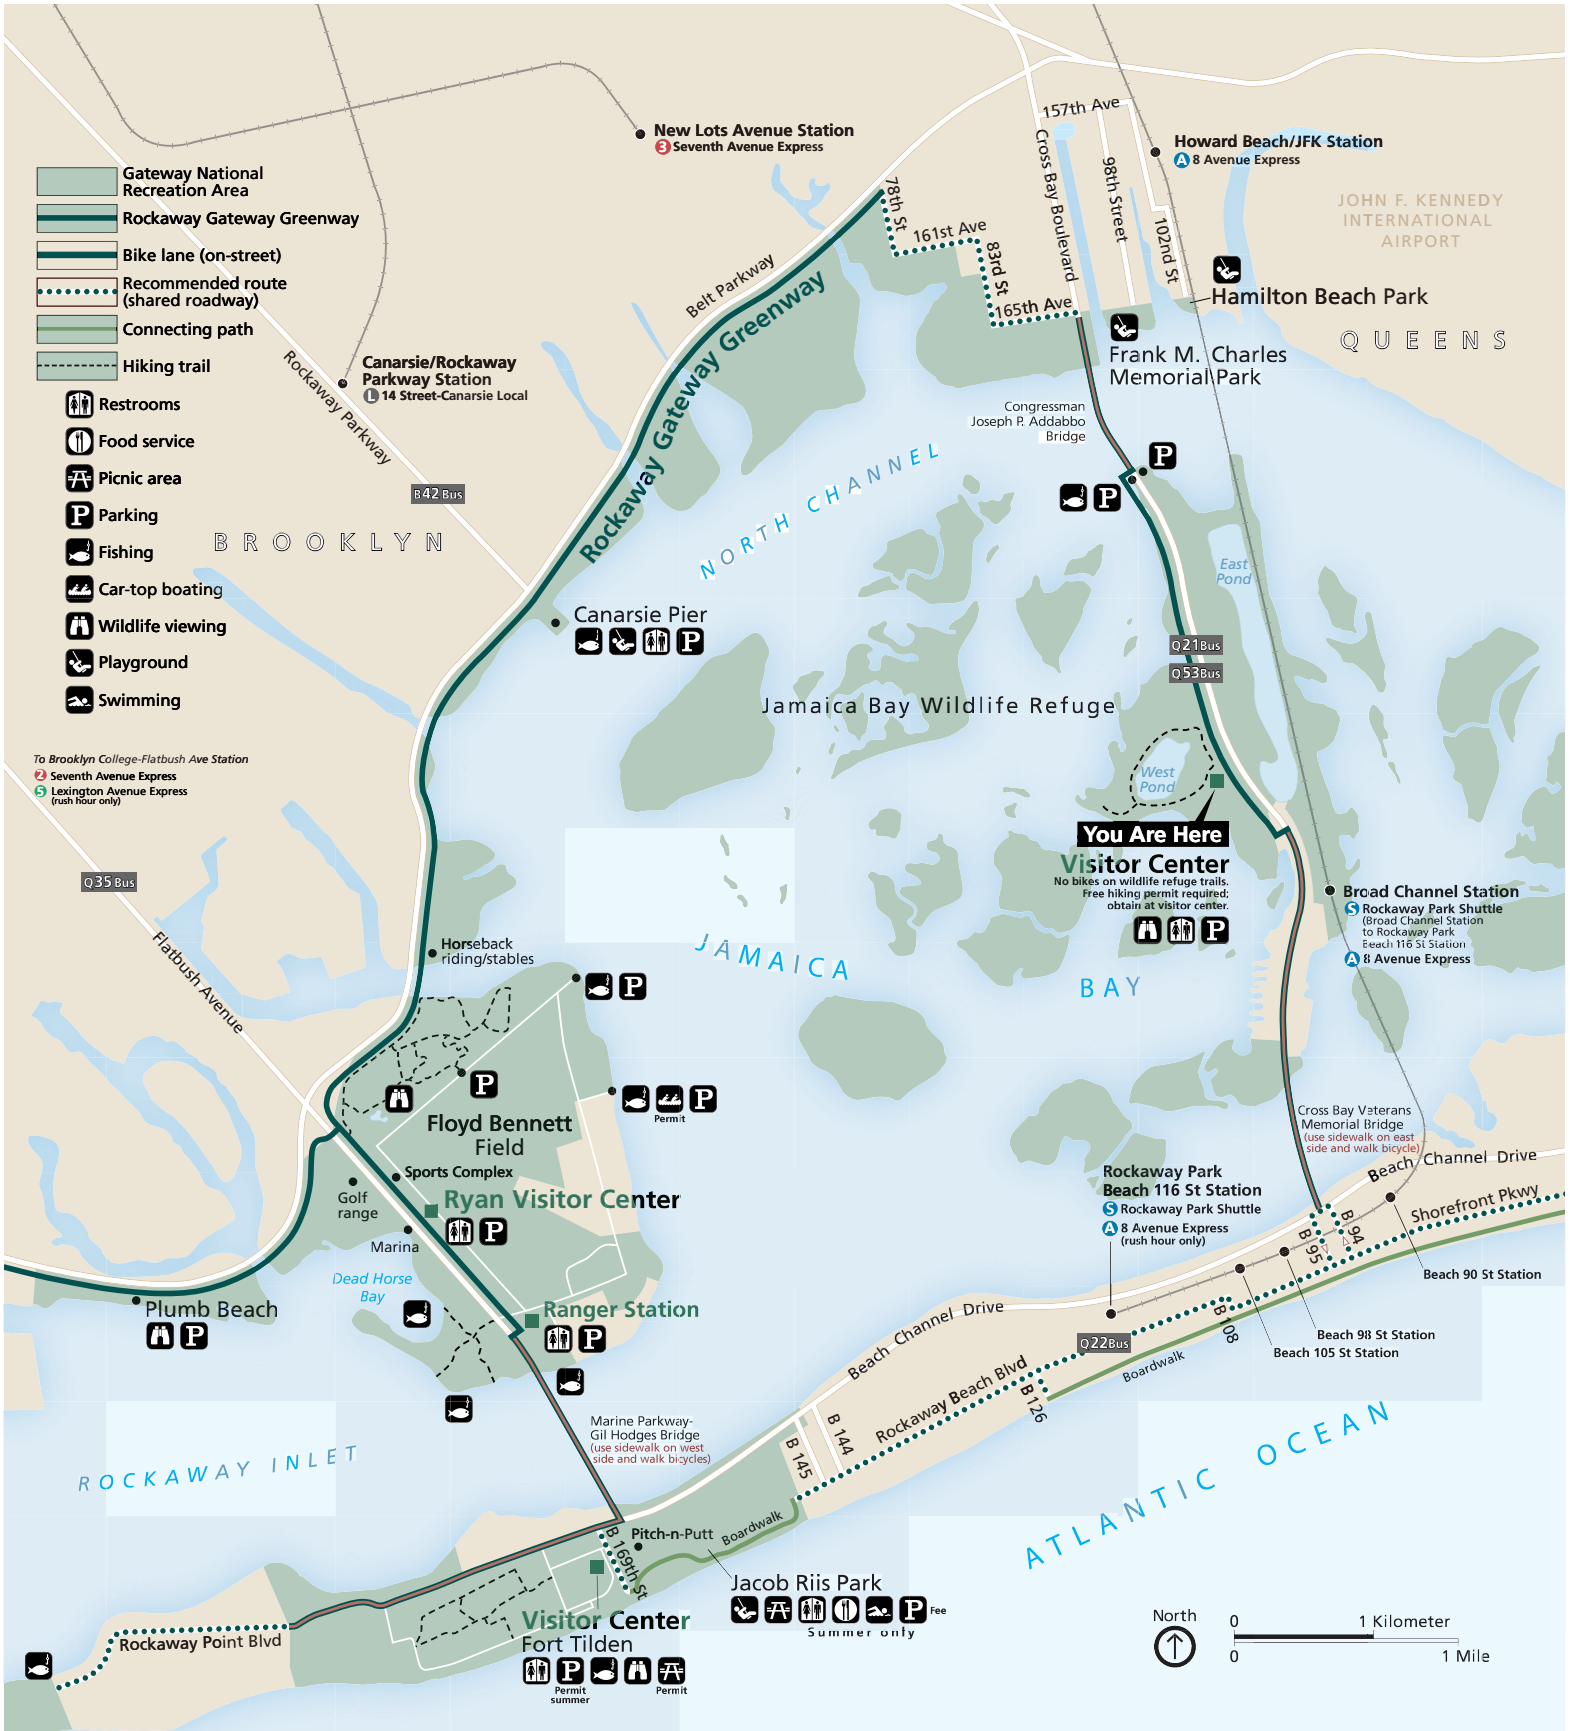 New Lots Avenue Station
3 Seventh Avenue Express
157th Ave
Howard Beach/JFK Station
A 8 Avenue Express
Cross Bay Boulevard
98th Street
102nd St
JOHN F. KENNEDY
INTERNATIONAL
AIRPORT
Gateway National
Recreation Area
Rockaway Gateway Greenway
Bike lane (on-street)
Recommended route
(shared roadway)
Connecting path
Hiking trail
Restrooms
Food service
Picnic area
P Parking
Fishing
Car-top boating
Wildlife viewing
Playground
Swimming
78th St
161st Ave
83rd St
165th Ave
Belt Parkway
Rockaway Gateway Greenway
Hamilton Beach Park
QUEENS
Frank M. Charles
Memorial Park
Congressman
Joseph P. Addabbo
Bridge
Rockaway Parkway
Canarsie/Rockaway
Parkway Station
L 14 Street-Canarsie Local
B42 Bus
BROOKLYN
NORTH CHANNEL
P
P
East
Pond
Canarsie Pier
P
Q21Bus
Q53Bus
Jamaica Bay Wildlife Refuge
To Brooklyn College-Flatbush Ave Station
2 Seventh Avenue Express
5 Lexington Avenue Express
(rush hour only)
West
Pond
You Are Here
Visitor Center
No bikes on wildlife refuge trails.
Free hiking permit required;
obtain at visitor center.
P
Q35 Bus
Flatbush Avenue
Broad Channel Station
S Rockaway Park Shuttle
(Broad Channel Station
to Rockaway Park
Beach 116 St Station
A 8 Avenue Express
Horseback
riding/stables
JAMAICA
BAY
P
P
P
Permit
Floyd Bennett
Field
Sports Complex
Golf
range
Ryan Visitor Center
P
Marina
Dead Horse
Bay
Plumb Beach
P
Ranger Station
P
Cross Bay Veterans
Memorial Bridge
(use sidewalk on east
side and walk bicycle)
Beach Channel Drive
Shorefront Pkwy
Rockaway Park
Beach 116 St Station
S Rockaway Park Shuttle
A 8 Avenue Express
(rush hour only)
B 94
B 95
Beach 90 St Station
Beach 98 St Station
Beach 105 St Station
B 108
Q22Bus
Beach Channel Drive
Boardwalk
Rockaway Beach Blvd
B 126
B 144
B 145
Marine Parkway-
Gil Hodges Bridge
(use sidewalk on west
side and walk bicycles)
ROCKAWAY INLET
ATLANTIC OCEAN
B 169th St
Pitch-n-Putt
Boardwalk
Jacob Riis Park
P Fee
Summer only
Visitor Center
Fort Tilden
P
Permit
summer
Permit
Rockaway Point Blvd
North
0 1 Kilometer
0 1 Mile